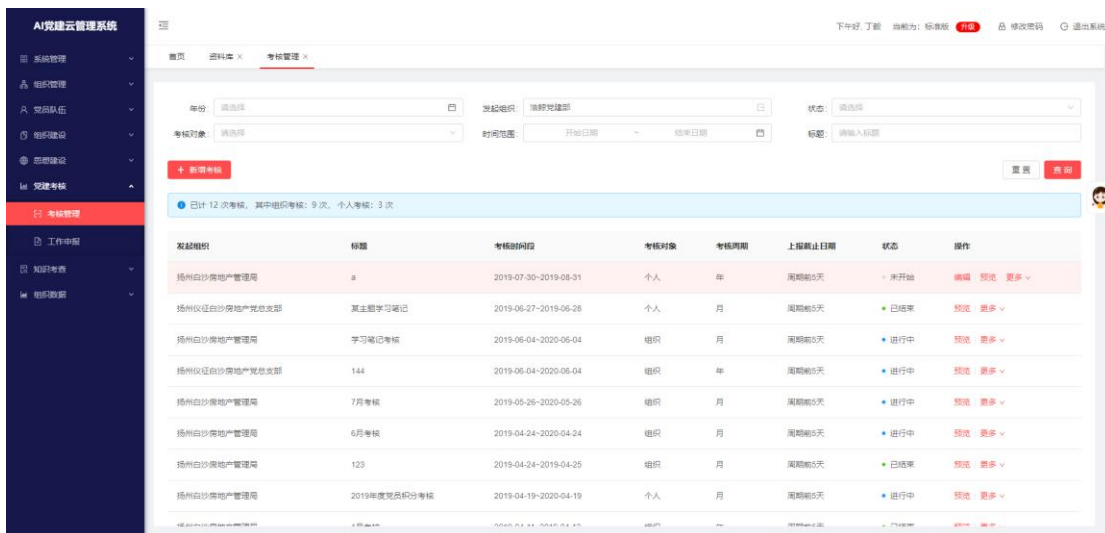 AI党建云管理系统
下午好, 丁毅 当前为: 标准版 升级 修改密码 退出系统
系统管理
组织管理
党员队伍
组织建设
思想建设
党建考核
考核管理
工作申报
知识考查
组织数据
首页 资料库 × 考核管理 ×
年份: 请选择 发起组织: 浩鲸党建部 状态: 请选择
考核对象: 请选择 时间范围: 开始日期 ~ 结束日期 标题: 请输入标题
+ 新增考核 重置 查询
已计 12 次考核, 其中组织考核: 9 次, 个人考核: 3 次
发起组织 标题 考核时间段 考核对象 考核周期 上报截止日期 状态 操作
扬州白沙房地产管理局 a 2019-07-30~2019-08-31 个人 年 周期前5天 未开始 编辑 预览 更多
扬州仪征白沙房地产党总支部 某主题学习笔记 2019-06-27~2019-06-28 个人 月 周期前5天 已结束 预览 更多
扬州白沙房地产管理局 学习笔记考核 2019-06-04~2020-06-04 组织 月 周期前5天 进行中 预览 更多
扬州仪征白沙房地产党总支部 144 2019-06-04~2020-06-04 组织 年 周期前5天 进行中 预览 更多
扬州白沙房地产管理局 7月考核 2019-05-26~2020-05-26 组织 月 周期前5天 进行中 预览 更多
扬州白沙房地产管理局 6月考核 2019-04-24~2020-04-24 组织 月 周期前5天 进行中 预览 更多
扬州白沙房地产管理局 123 2019-04-24~2019-04-25 组织 月 周期前5天 已结束 预览 更多
扬州白沙房地产管理局 2019年度党员积分考核 2019-04-19~2020-04-19 个人 月 周期前5天 进行中 预览 更多